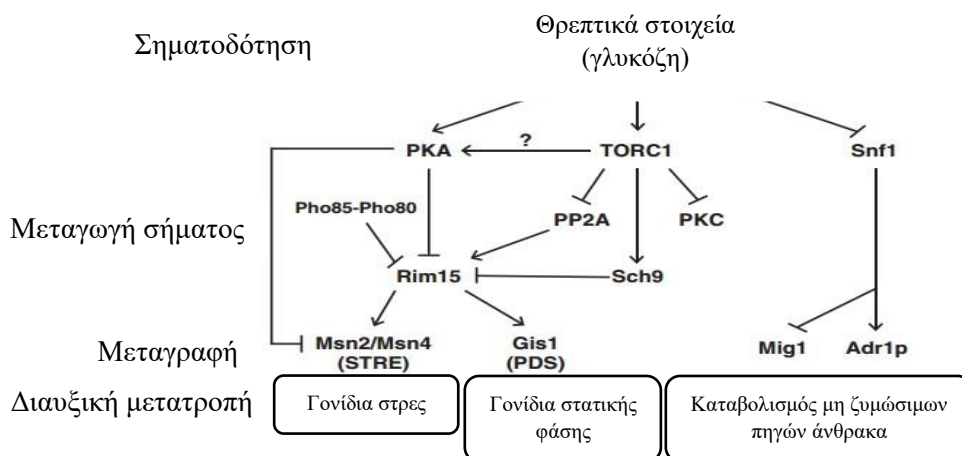 Σηματοδότηση
Θρεπτικά στοιχεία
(γλυκόζη)
PKA
?
TORC1
Snf1
Μεταγωγή σήματος
Pho85-Pho80
PP2A
PKC
Rim15
Sch9
Μεταγραφή
Msn2/Msn4
(STRE)
Gis1
(PDS)
Mig1
Adr1p
Διαυξική μετατροπή
Γονίδια στρες
Γονίδια στατικής
φάσης
Καταβολισμός μη ζυμώσιμων
πηγών άνθρακα